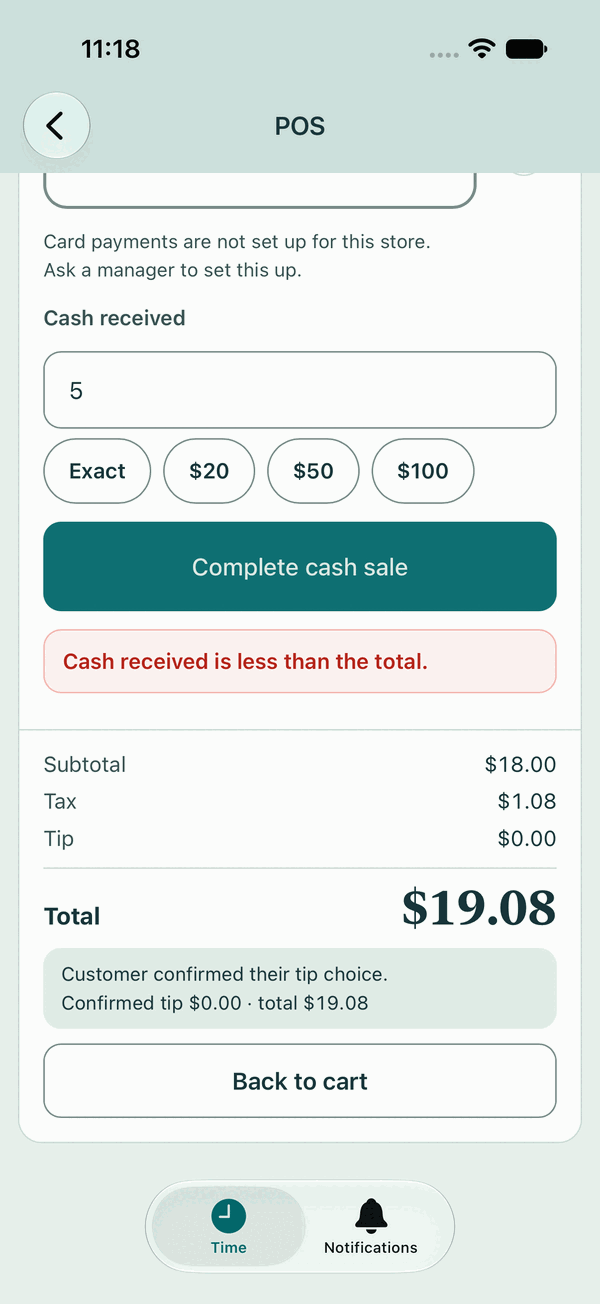 11:18
POS
Card payments are not set up for this store.
Ask a manager to set this up.
Cash received
5
Exact $20 $50 $100
Complete cash sale
Cash received is less than the total.
Subtotal $18.00
Tax $1.08
Tip $0.00
Total $19.08
Customer confirmed their tip choice.
Confirmed tip $0.00 · total $19.08
Back to cart
Time Notifications